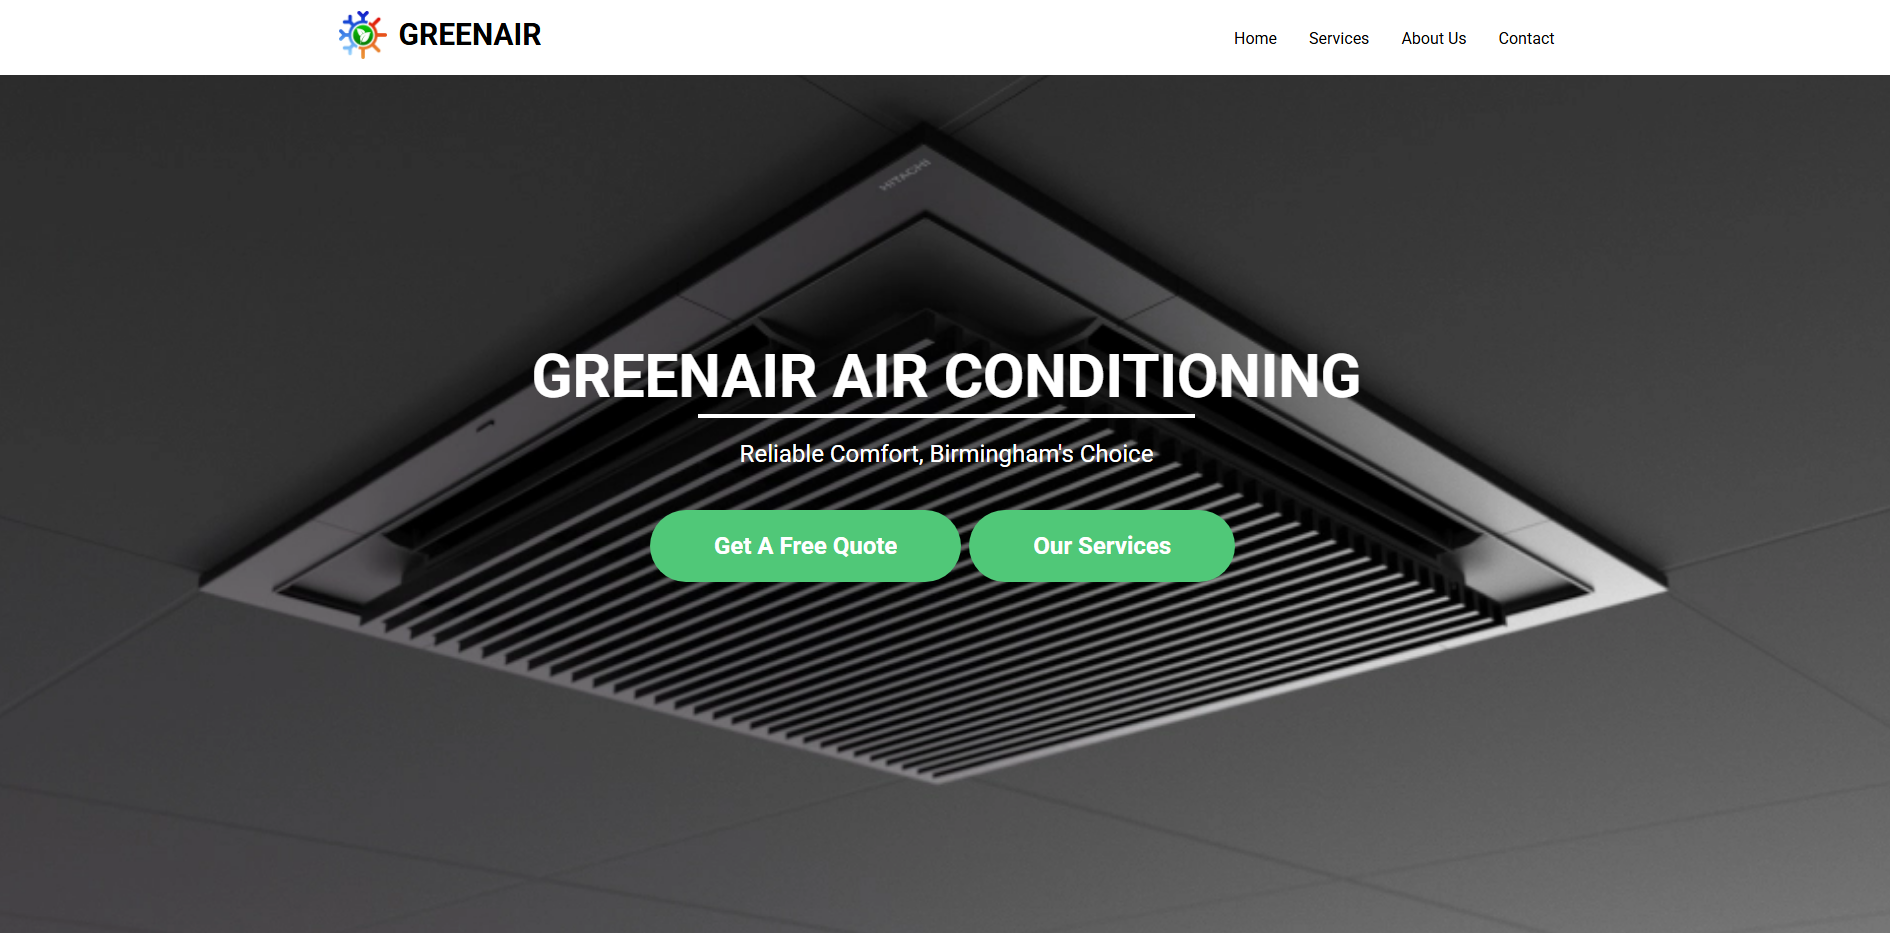 GREENAIR
Home Services About Us Contact
HITACHI
GREENAIR AIR CONDITIONING
Reliable Comfort, Birmingham's Choice
Get A Free Quote Our Services